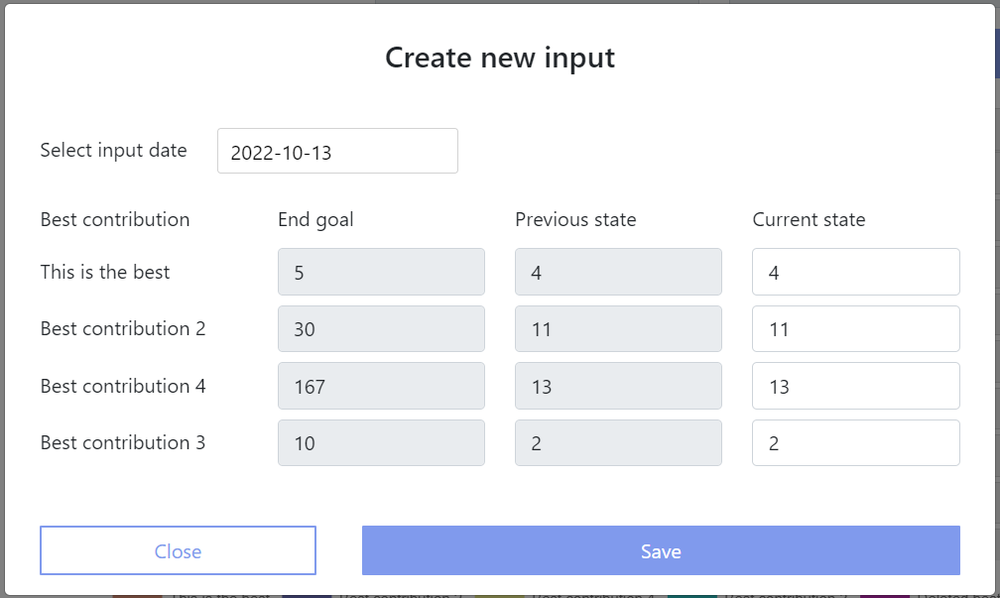 Create new input
Select input date 2022-10-13
Best contribution End goal Previous state Current state
This is the best 5 4 4
Best contribution 2 30 11 11
Best contribution 4 167 13 13
Best contribution 3 10 2 2
Close Save